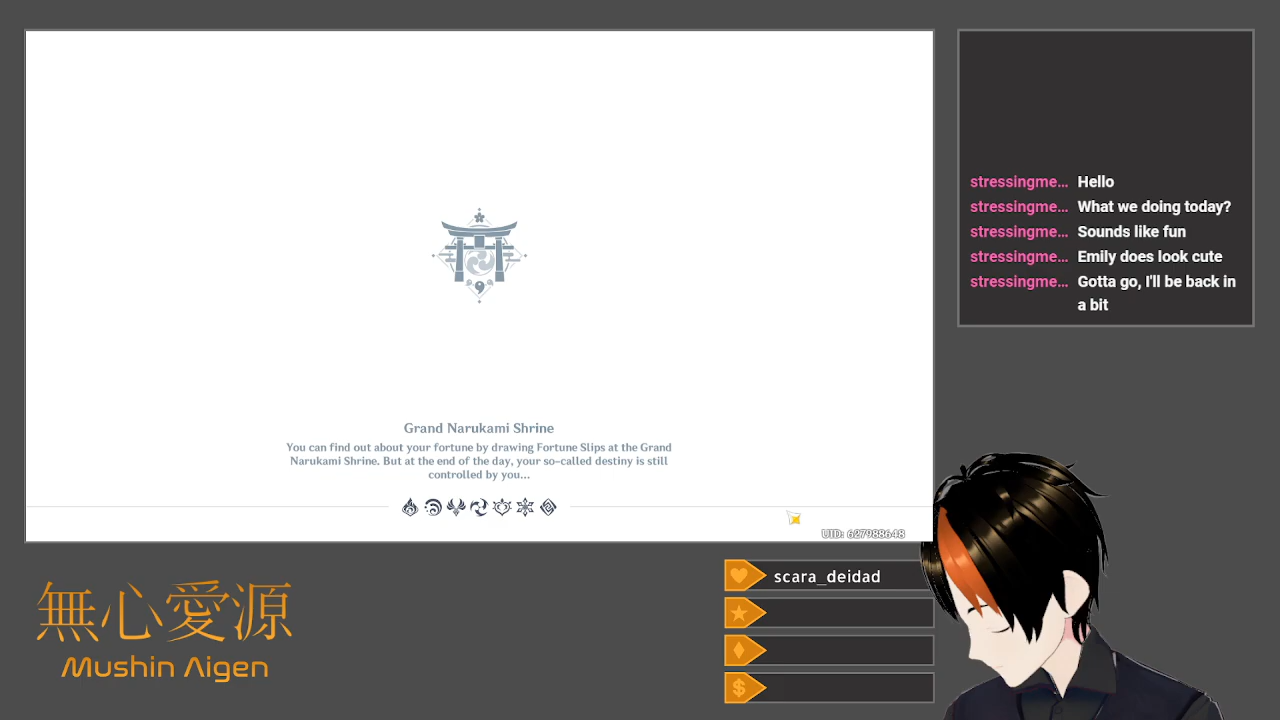 Grand Narukami Shrine
You can find out about your fortune by drawing Fortune Slips at the Grand
Narukami Shrine. But at the end of the day, your so-called destiny is still
controlled by you...
UID: 627988648
stressingme... Hello
stressingme... What we doing today?
stressingme... Sounds like fun
stressingme... Emily does look cute
stressingme... Gotta go, I'll be back in
a bit
scara_deidad
$
無心愛源
Mushin Aigen